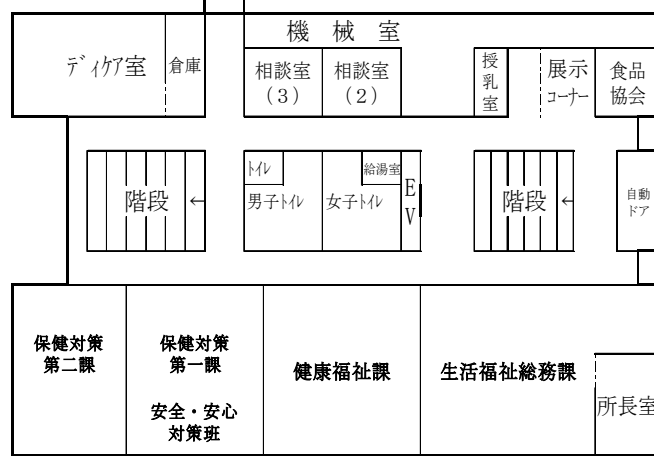 機械室
ディケア室
倉庫
相談室
(3)
相談室
(2)
授
乳
室
展示
コーナー
食品
協会
階段
←
トイレ
男子トイレ
給湯室
女子トイレ
E
V
階段
←
自動
ドア
保健対策
第二課
保健対策
第一課
安全・安心
対策班
健康福祉課
生活福祉総務課
所長室